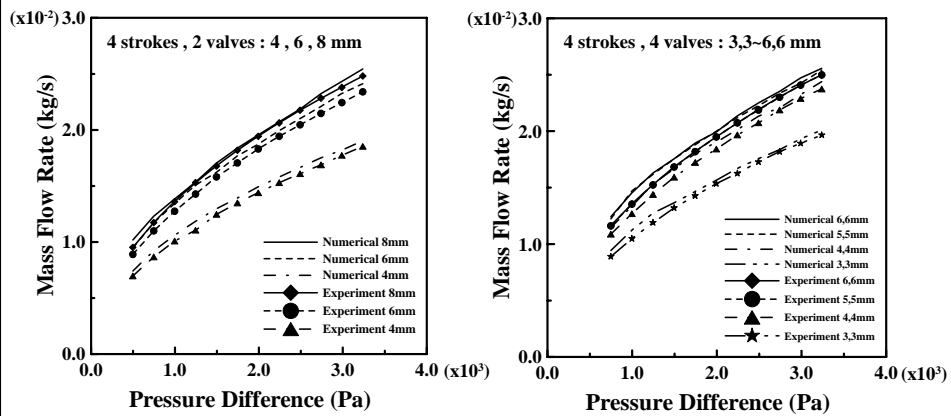 (x10⁻²)
3.0
2.0
1.0
0.0
Mass Flow Rate (kg/s)
4 strokes , 2 valves : 4 , 6 , 8 mm
Numerical 8mm
Numerical 6mm
Numerical 4mm
Experiment 8mm
Experiment 6mm
Experiment 4mm
0.0 1.0 2.0 3.0 4.0 (x10³)
Pressure Difference (Pa)
(x10⁻²)
3.0
2.0
1.0
0.0
Mass Flow Rate (kg/s)
4 strokes , 4 valves : 3,3~6,6 mm
Numerical 6,6mm
Numerical 5,5mm
Numerical 4,4mm
Numerical 3,3mm
Experiment 6,6mm
Experiment 5,5mm
Experiment 4,4mm
Experiment 3,3mm
0.0 1.0 2.0 3.0 4.0 (x10³)
Pressure Difference (Pa)